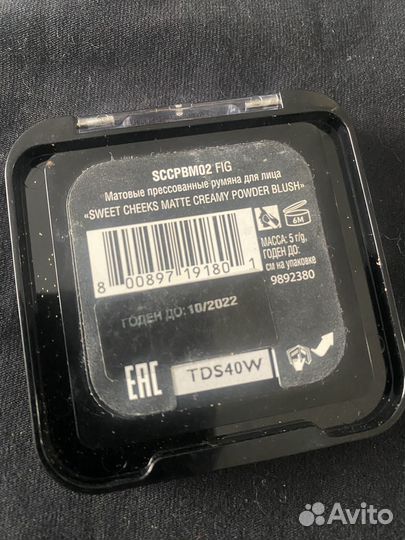 SCCPBM02 FIG
Матовые прессованные румяна для лица
«SWEET CHEEKS MATTE CREAMY POWDER BLUSH»
6M
МАССА: 5 г/g,
ГОДЕН ДО:
см на упаковке
9892380
8 00897 19180 1
ГОДЕН ДО: 10/2022
EAC
TDS40W
Avito